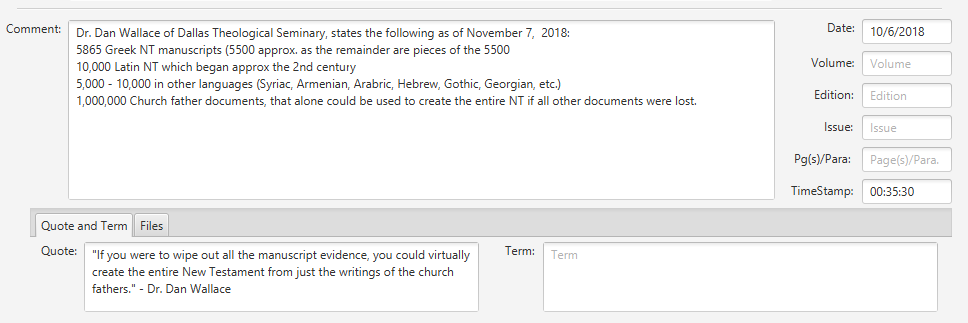 Comment:
Dr. Dan Wallace of Dallas Theological Seminary, states the following as of November 7,  2018:
5865 Greek NT manuscripts (5500 approx. as the remainder are pieces of the 5500
10,000 Latin NT which began approx the 2nd century
5,000 - 10,000 in other languages (Syriac, Armenian, Arabric, Hebrew, Gothic, Georgian, etc.)
1,000,000 Church father documents, that alone could be used to create the entire NT if all other documents were lost.
Date: 10/6/2018
Volume: Volume
Edition: Edition
Issue: Issue
Pg(s)/Para: Page(s)/Para.
TimeStamp: 00:35:30
Quote and Term Files
Quote:
"If you were to wipe out all the manuscript evidence, you could virtually
create the entire New Testament from just the writings of the church
fathers." - Dr. Dan Wallace
Term: Term